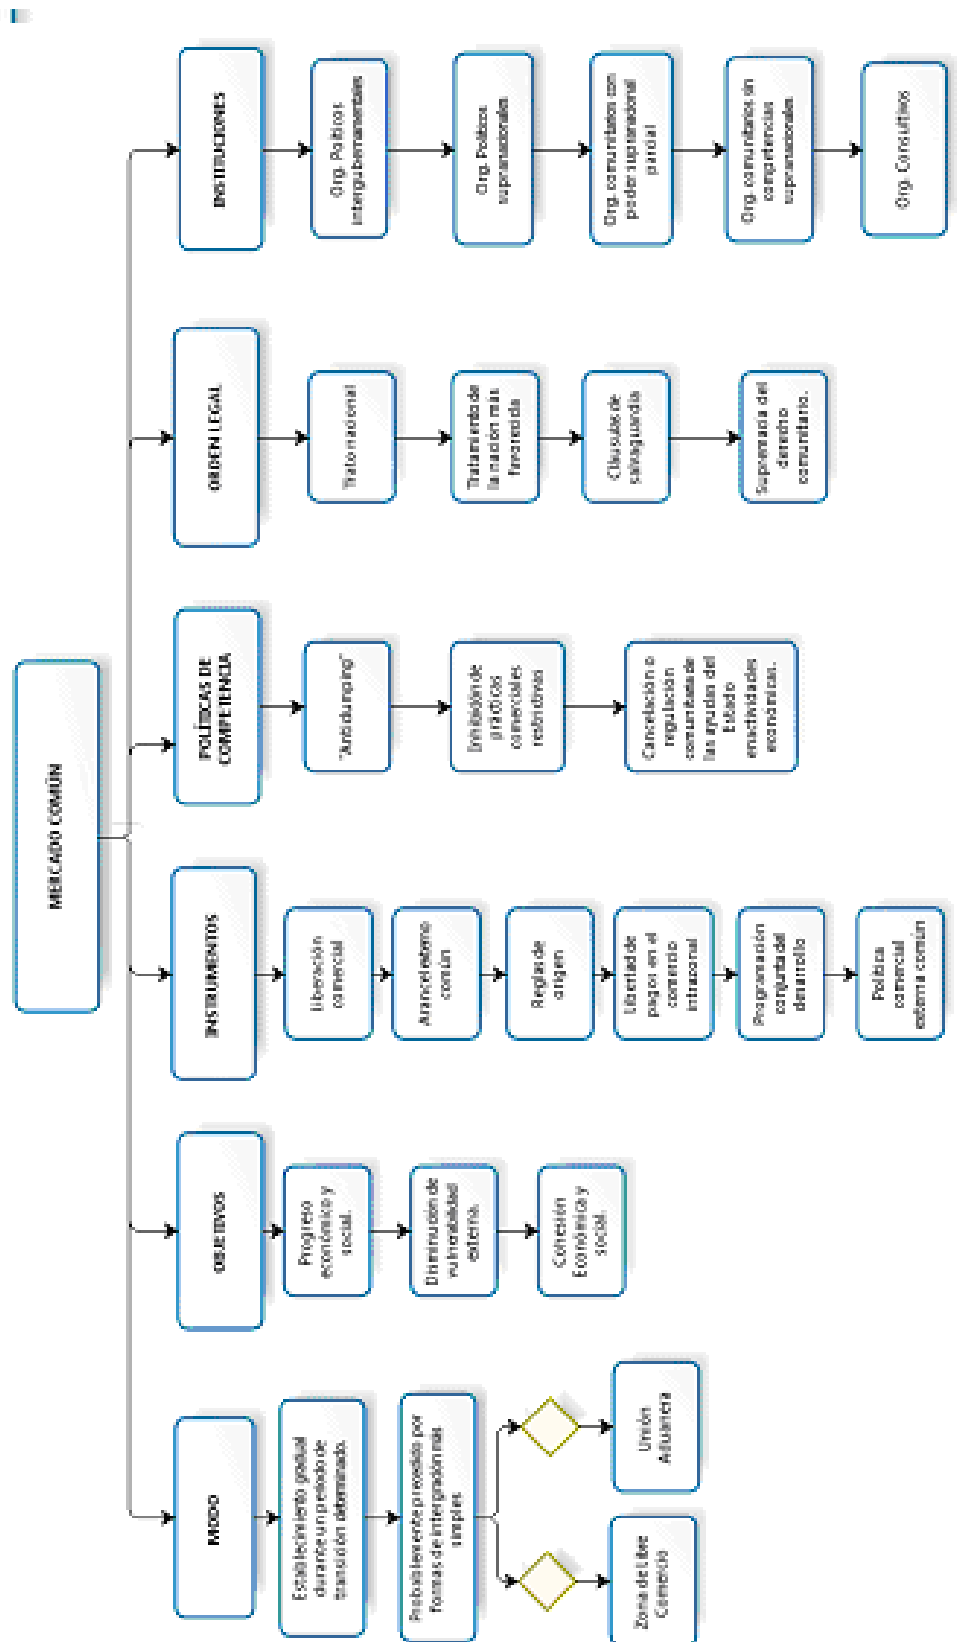 MERCADO COMÚN
MODO
Establecimiento gradual
durante un periodo de
transición determinado.
Probablemente precedido por
formas de integración más
simples
Zona de Libre
Comercio
Unión
Aduanera
OBJETIVOS
Progreso
económico y
social.
Disminución de
vulnerabilidad
externa.
Cohesión
Económica y
social.
INSTRUMENTOS
Liberación
comercial
Arancel externo
común
Reglas de
origen
Libertad de
pagos en el
comercio
intrazonal
Programación
conjunta del
desarrollo
Política
comercial
externa común
POLÍTICAS DE
COMPETENCIA
"Antidumping"
Inhibición de
prácticas
comerciales
restrictivas
Cancelación o
regulación
comunitaria de
las ayudas del
Estado
en actividades
económicas.
ORDEN LEGAL
Trato nacional
Tratamiento de
la nación más
favorecida
Cláusulas de
salvaguardia
Supremacía del
derecho
comunitario.
INSTITUCIONES
Org. Políticos
intergubernamentales
Org. Políticos
supranacionales
Org. comunitarios con
poder supranacional
parcial
Org. comunitarios sin
competencias
supranacionales
Org. Consultivos